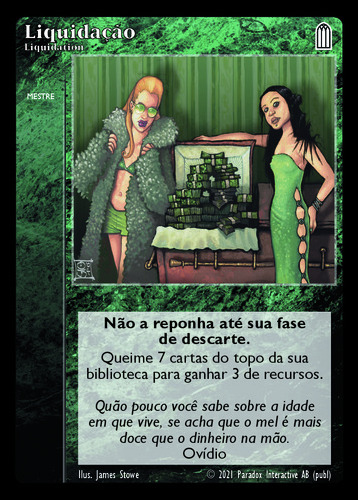 Liquidação
Liquidation
MESTRE
Não a reponha até sua fase
de descarte.
Queime 7 cartas do topo da sua
biblioteca para ganhar 3 de recursos.
Quão pouco você sabe sobre a idade
em que vive, se acha que o mel é mais
doce que o dinheiro na mão.
Ovídio
Ilus. James Stowe
© 2021 Paradox Interactive AB (publ)